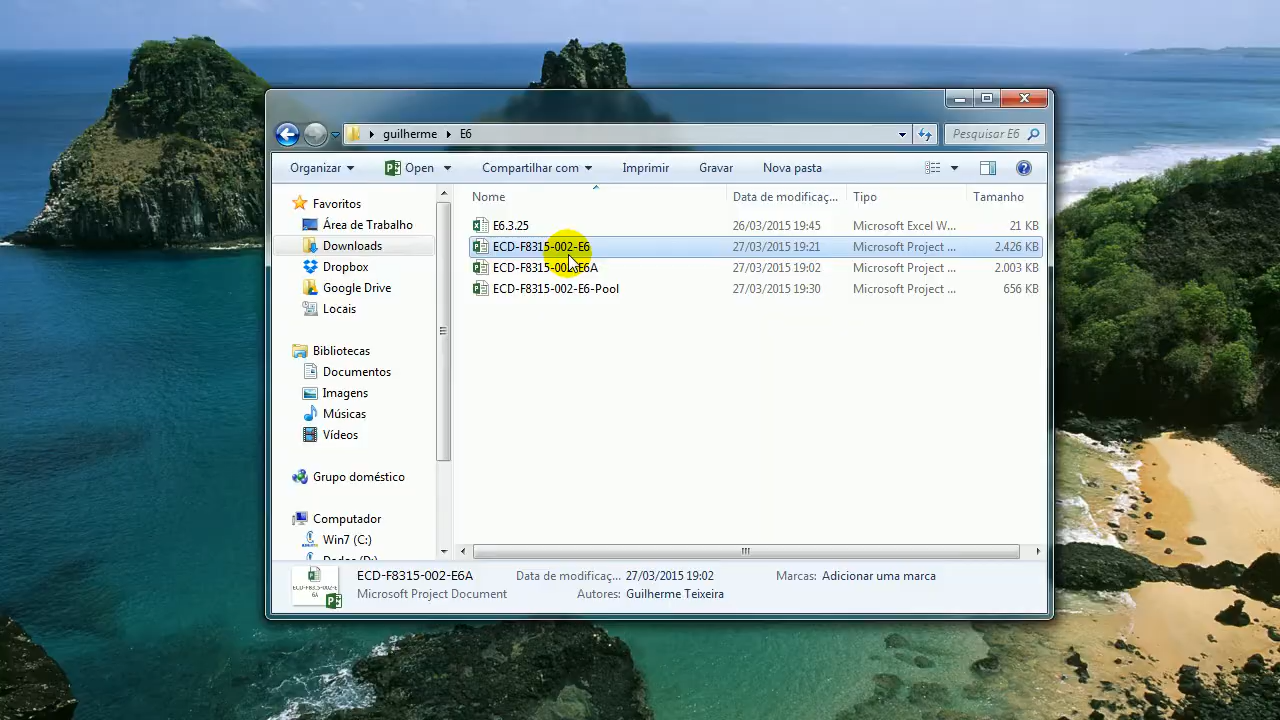 guilherme E6 Pesquisar E6
Organizar Open Compartilhar com Imprimir Gravar Nova pasta
Favoritos
Área de Trabalho
Downloads
Dropbox
Google Drive
Locais
Bibliotecas
Documentos
Imagens
Músicas
Vídeos
Grupo doméstico
Computador
Win7 (C:)
Nome Data de modificaç... Tipo Tamanho
E6.3.25 26/03/2015 19:45 Microsoft Excel W... 21 KB
ECD-F8315-002-E6 27/03/2015 19:21 Microsoft Project ... 2.426 KB
ECD-F8315-002-E6A 27/03/2015 19:02 Microsoft Project ... 2.003 KB
ECD-F8315-002-E6-Pool 27/03/2015 19:30 Microsoft Project ... 656 KB
ECD-F8315-002-E6A Data de modificaç... 27/03/2015 19:02 Marcas: Adicionar uma marca
Microsoft Project Document Autores: Guilherme Teixeira